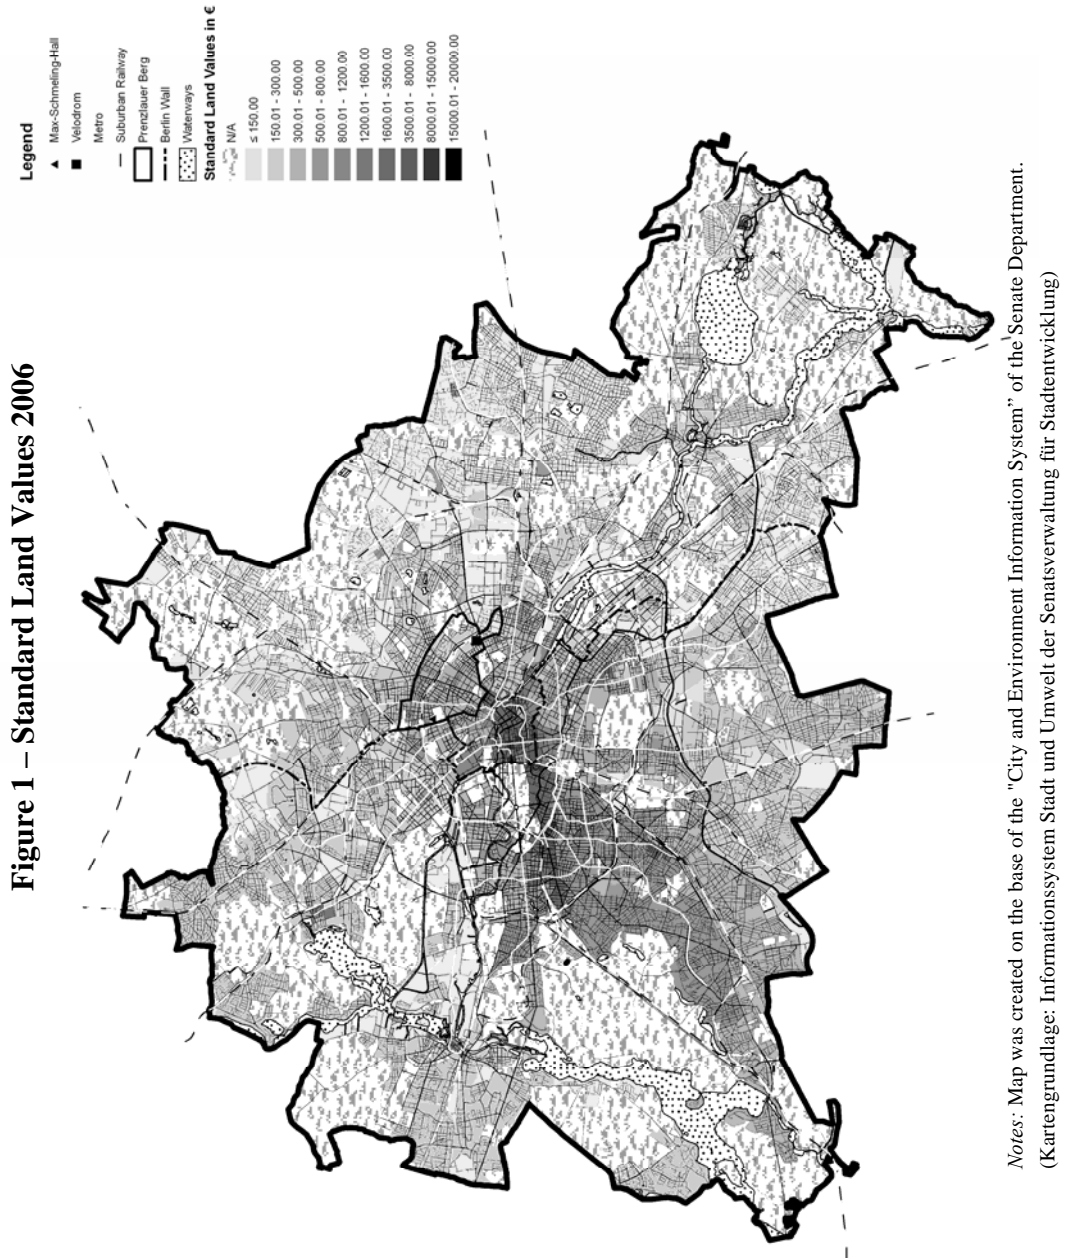 Figure 1 – Standard Land Values 2006
Legend
Max-Schmeling-Hall
Velodrom
Metro
Suburban Railway
Prenzlauer Berg
Berlin Wall
Waterways
Standard Land Values in €
N/A
≤ 150.00
150.01 - 300.00
300.01 - 500.00
500.01 - 800.00
800.01 - 1200.00
1200.01 - 1600.00
1600.01 - 3500.00
3500.01 - 8000.00
8000.01 - 15000.00
15000.01 - 20000.00
Notes: Map was created on the base of the "City and Environment Information System” of the Senate Department.
(Kartengrundlage: Informationssystem Stadt und Umwelt der Senatsverwaltung für Stadtentwicklung)